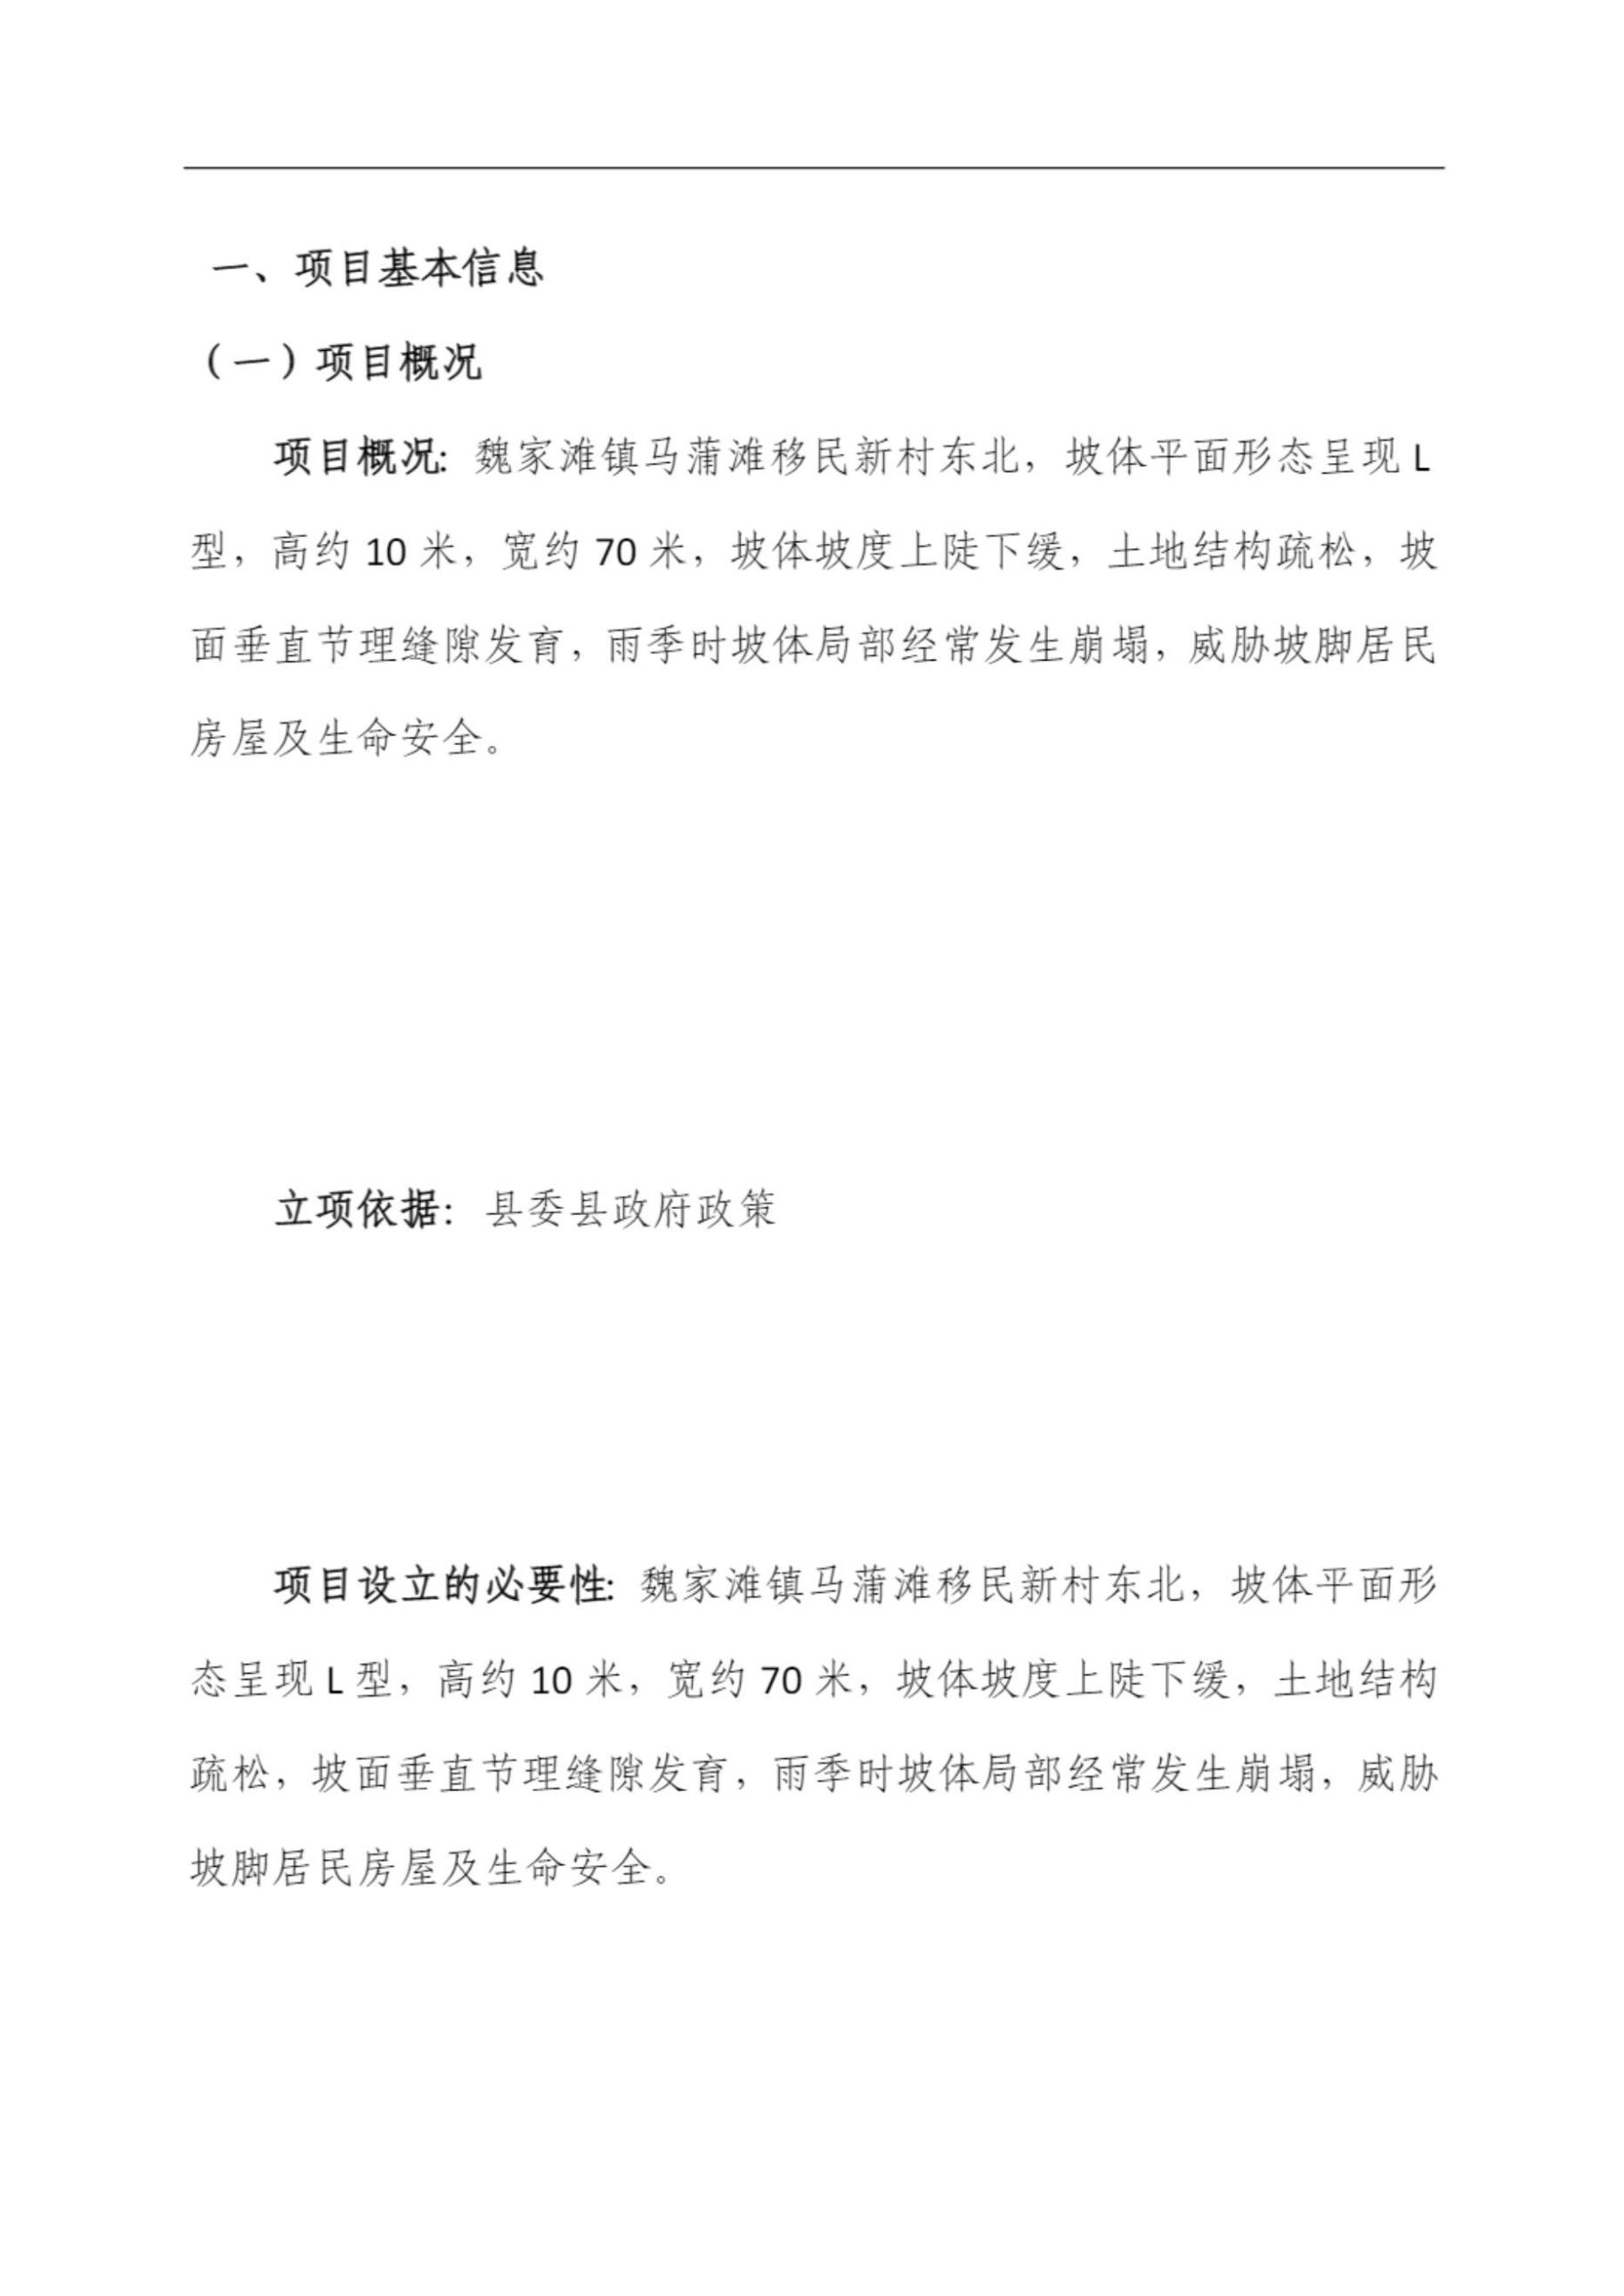 一、项目基本信息
（一）项目概况
项目概况：魏家滩镇马蒲滩移民新村东北，坡体平面形态呈现 L
型，高约 10 米，宽约 70 米，坡体坡度上陡下缓，土地结构疏松，坡
面垂直节理缝隙发育，雨季时坡体局部经常发生崩塌，威胁坡脚居民
房屋及生命安全。
立项依据：县委县政府政策
项目设立的必要性：魏家滩镇马蒲滩移民新村东北，坡体平面形
态呈现 L 型，高约 10 米，宽约 70 米，坡体坡度上陡下缓，土地结构
疏松，坡面垂直节理缝隙发育，雨季时坡体局部经常发生崩塌，威胁
坡脚居民房屋及生命安全。